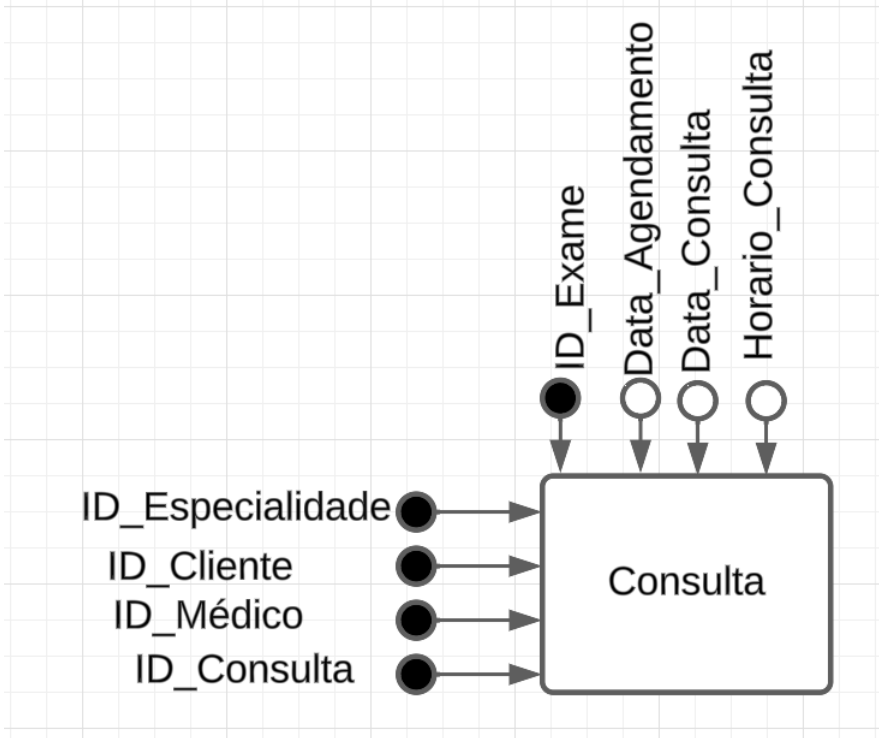 ID_Exame
Data_Agendamento
Data_Consulta
Horario_Consulta
ID_Especialidade
ID_Cliente
ID_Médico
ID_Consulta
Consulta